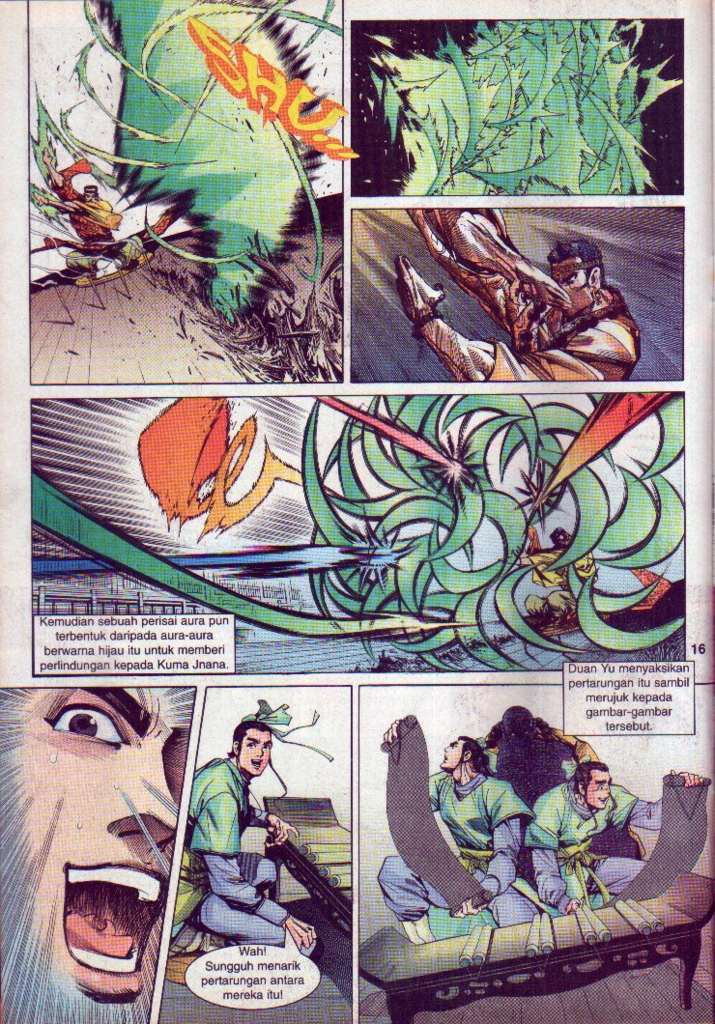 SHU...
Kemudian sebuah perisai aura pun
terbentuk daripada aura-aura
berwarna hijau itu untuk memberi
perlindungan kepada Kuma Jnana.
16
Duan Yu menyaksikan
pertarungan itu sambil
merujuk kepada
gambar-gambar
tersebut.
Wah!
Sungguh menarik
pertarungan antara
mereka itu!